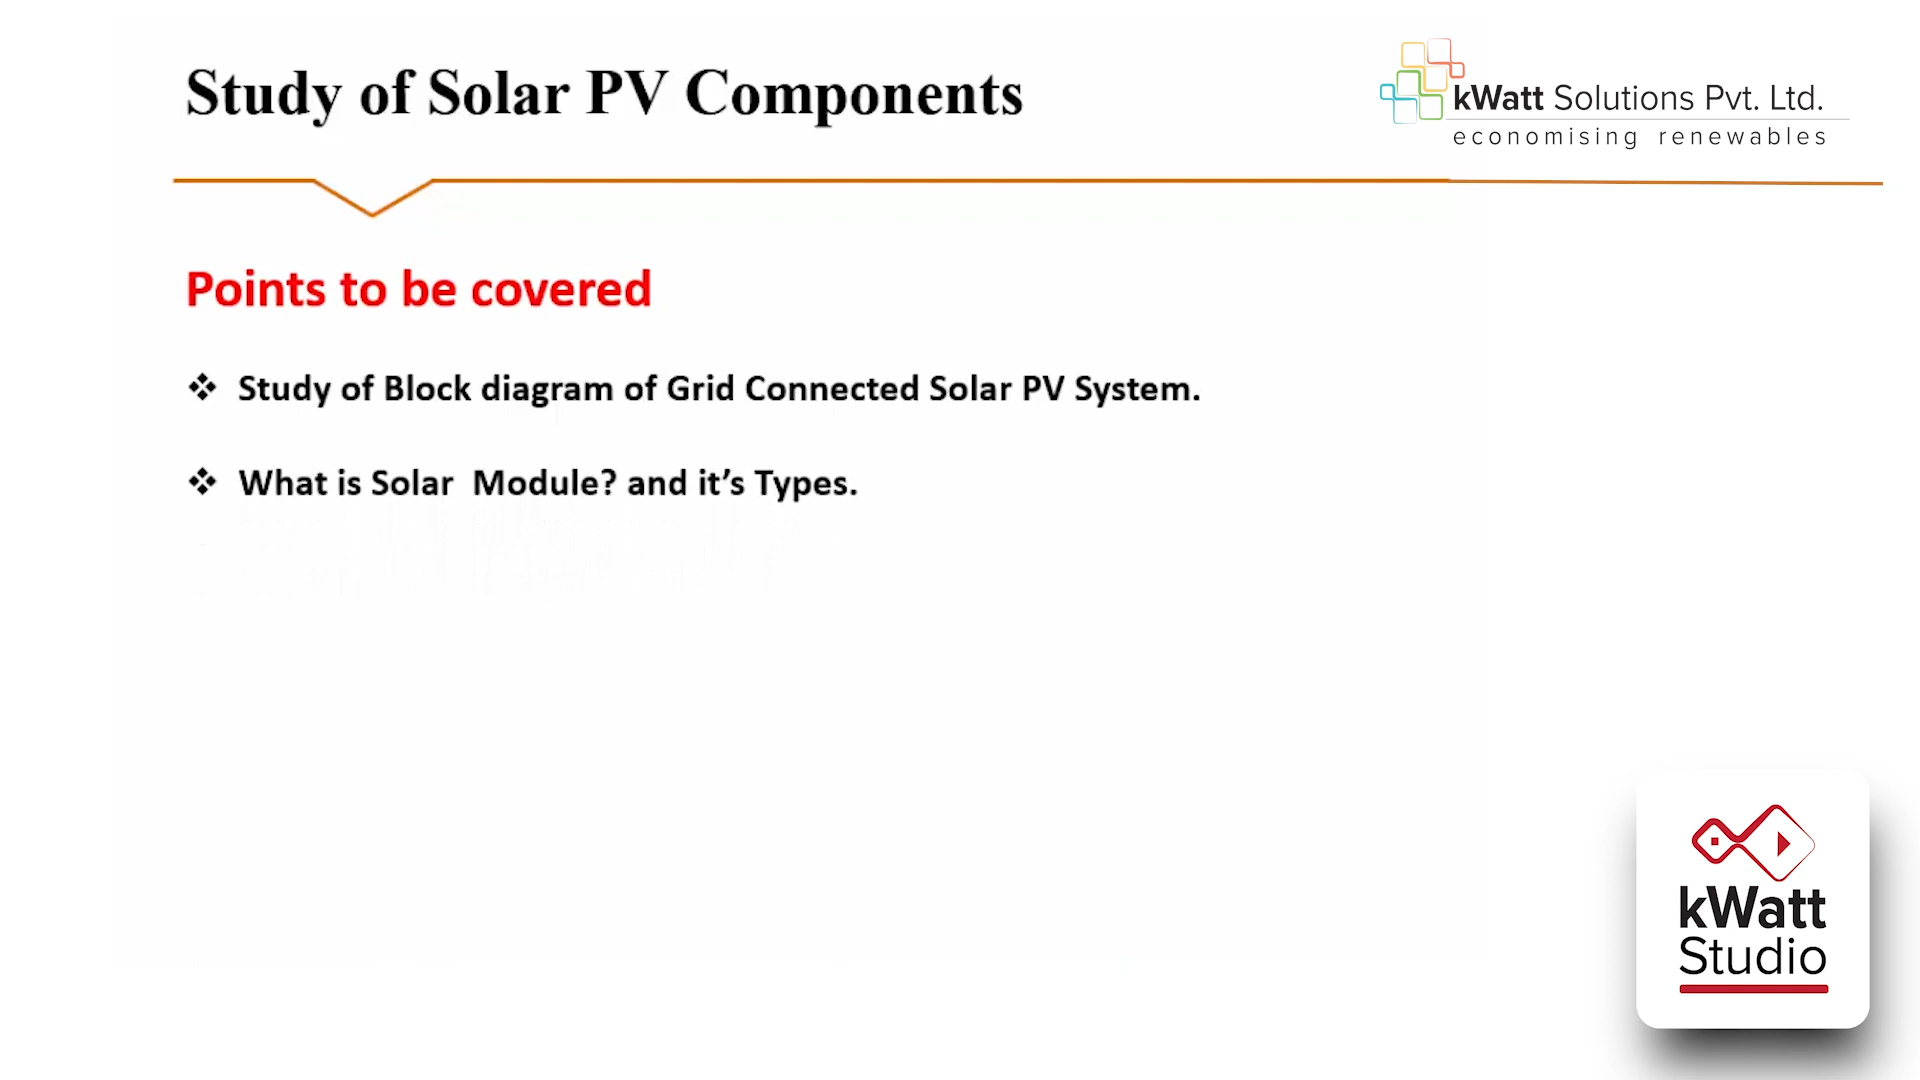 Study of Solar PV Components
kWatt Solutions Pvt. Ltd.
economising renewables
Points to be covered
❖ Study of Block diagram of Grid Connected Solar PV System.
❖ What is Solar  Module? and it’s Types.
kWatt
Studio